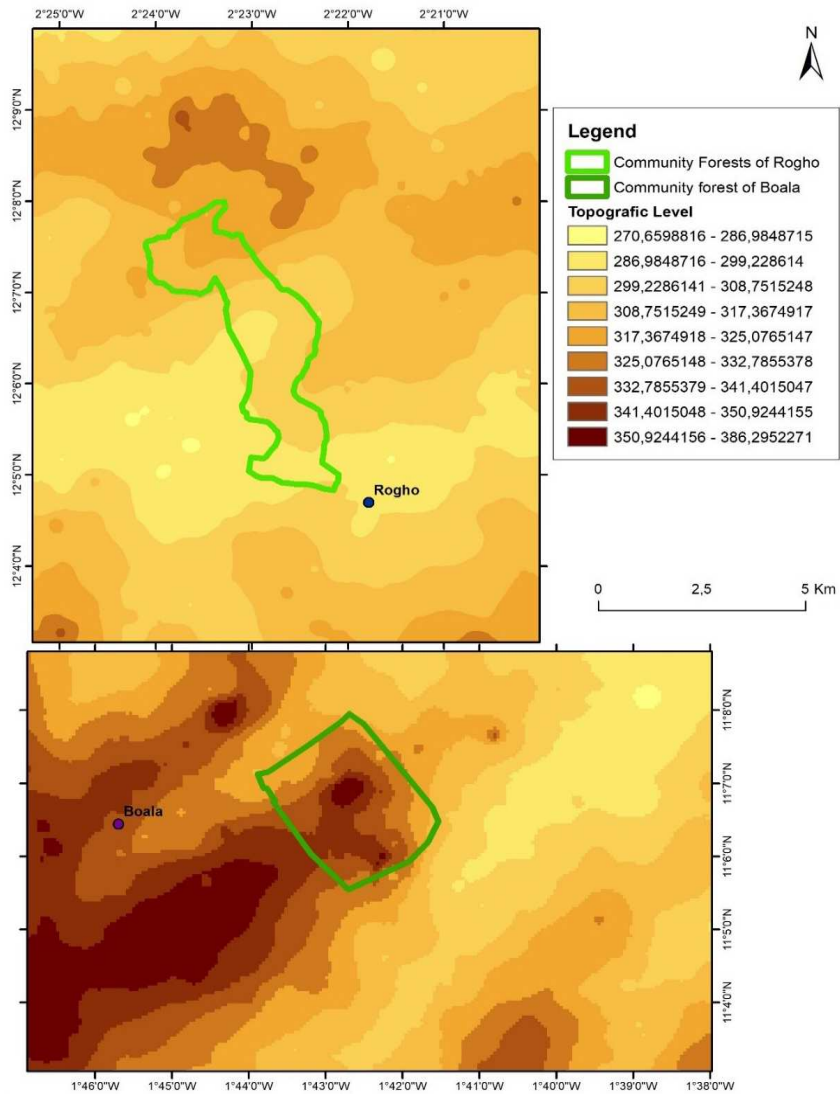 2°25'0"W 2°24'0"W 2°23'0"W 2°22'0"W 2°21'0"W
N
12°9'0"N
12°8'0"N
12°7'0"N
12°6'0"N
12°5'0"N
12°4'0"N
Rogho
Legend
Community Forests of Rogho
Community forest of Boala
Topografic Level
270,6598816 - 286,9848715
286,9848716 - 299,228614
299,2286141 - 308,7515248
308,7515249 - 317,3674917
317,3674918 - 325,0765147
325,0765148 - 332,7855378
332,7855379 - 341,4015047
341,4015048 - 350,9244155
350,9244156 - 386,2952271
0 2,5 5 Km
Boala
11°8'0"N
11°7'0"N
11°6'0"N
11°5'0"N
11°4'0"N
1°46'0"W 1°45'0"W 1°44'0"W 1°43'0"W 1°42'0"W 1°41'0"W 1°40'0"W 1°39'0"W 1°38'0"W